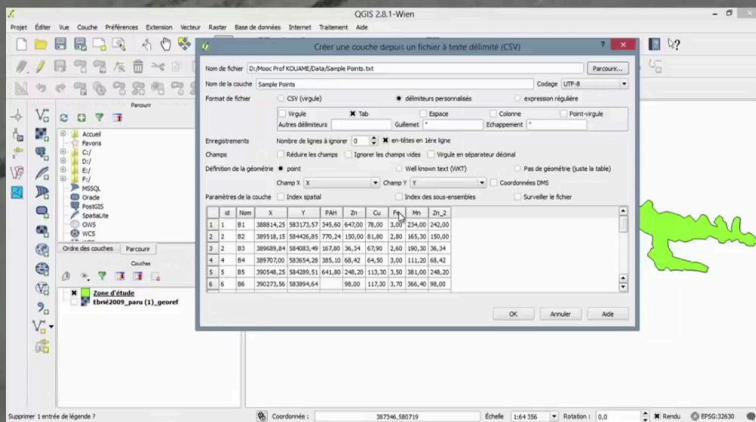 QGIS 2.8.1-Wien
Projet Éditer Vue Couche Préférences Extension Vecteur Raster Base de données Internet Traitement Aide
Créer une couche depuis un fichier à texte délimité (CSV)
Nom de fichier D:/Mooc Prof KOUAME/Data/Sample Points.txt Parcourir...
Nom de la couche Sample Points Codage UTF-8
Format de fichier CSV (virgule) délimiteurs personnalisés expression régulière
Virgule Tab Espace Colonne Point-virgule
Autres délimiteurs Guillemet " Echappement "
Enregistrements Nombre de lignes à ignorer 0 en-têtes en 1ère ligne
Champs Réduire les champs Ignorer les champs vides Virgule en séparateur décimal
Définition de la géométrie point Well known text (WKT) Pas de géométrie (juste la table)
Champ X X Champ Y Y Coordonnées DMS
Paramètres de la couche Index spatial Index des sous-ensembles Surveiller le fichier
id Nom X Y PAH Zn Cu Fe Mn Zn_2
1 1 B1 388814,25 583173,57 345,60 647,00 78,00 3,00 234,00 242,00
2 2 B2 389518,15 584426,85 770,24 150,00 81,80 2,80 165,30 150,00
3 2 B3 389689,84 584083,49 167,80 36,34 67,90 2,60 190,30 36,34
4 4 B4 389707,00 583654,28 355,10 68,42 64,50 3,00 111,20 68,42
5 5 B5 390548,25 584289,51 641,80 248,20 113,30 3,50 381,00 248,20
6 6 B6 390273,56 583894,64 98,00 117,30 3,70 366,40 98,00
OK Annuler Aide
Parcourir
Accueil
Favoris
C:/
D:/
E:/
F:/
MSSQL
Oracle
PostGIS
SpatiaLite
OWS
WCS
Ordre des couches Parcourir
Couches
Zone d'étude
Ebrié2009_paru (1)_georef
Supprimer 1 entrée de légende ? Coordonnée : 387346,580719 Échelle 1:64 356 Rotation : 0,0 Rendu EPSG:32630